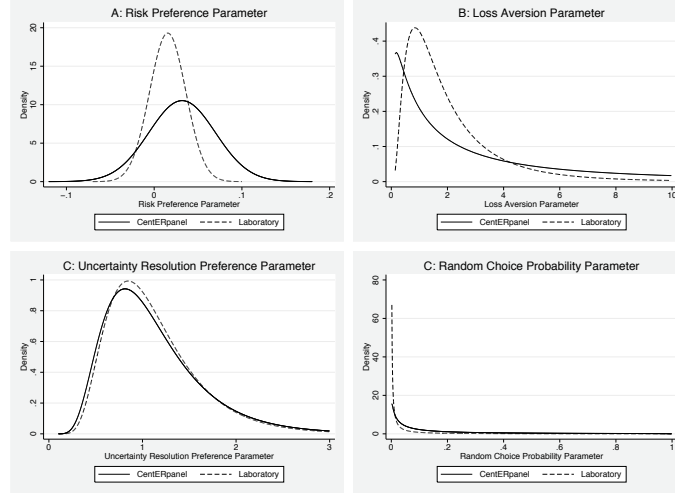 A: Risk Preference Parameter
Density
0 5 10 15 20
−.1 0 .1 .2
Risk Preference Parameter
CentERpanel Laboratory
B: Loss Aversion Parameter
Density
0 .1 .2 .3 .4
0 2 4 6 8 10
Loss Aversion Parameter
CentERpanel Laboratory
C: Uncertainty Resolution Preference Parameter
Density
0 .2 .4 .6 .8 1
0 1 2 3
Uncertainty Resolution Preference Parameter
CentERpanel Laboratory
C: Random Choice Probability Parameter
Density
0 20 40 60 80
0 .2 .4 .6 .8 1
Random Choice Probability Parameter
CentERpanel Laboratory